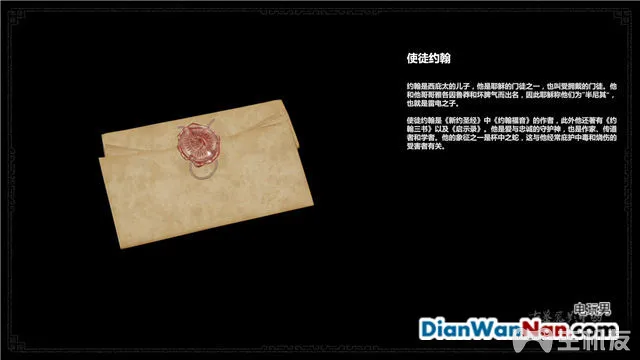 使徒约翰
约翰是西庇太的儿子，他是耶稣的门徒之一，也叫受拥戴的门徒。他
和他哥哥雅各因鲁莽和坏脾气而出名，因此耶稣称他们为"半尼其"，
也就是雷电之子。
使徒约翰是《新约圣经》中《约翰福音》的作者，此外他还著有《约
翰三书》以及《启示录》。他是爱与忠诚的守护神，也是作家、传道
者和学者。他的象征之一是杯中之蛇，这与他经常庇护中毒和烧伤的
受害者有关。
电玩男
DianWanNan.com